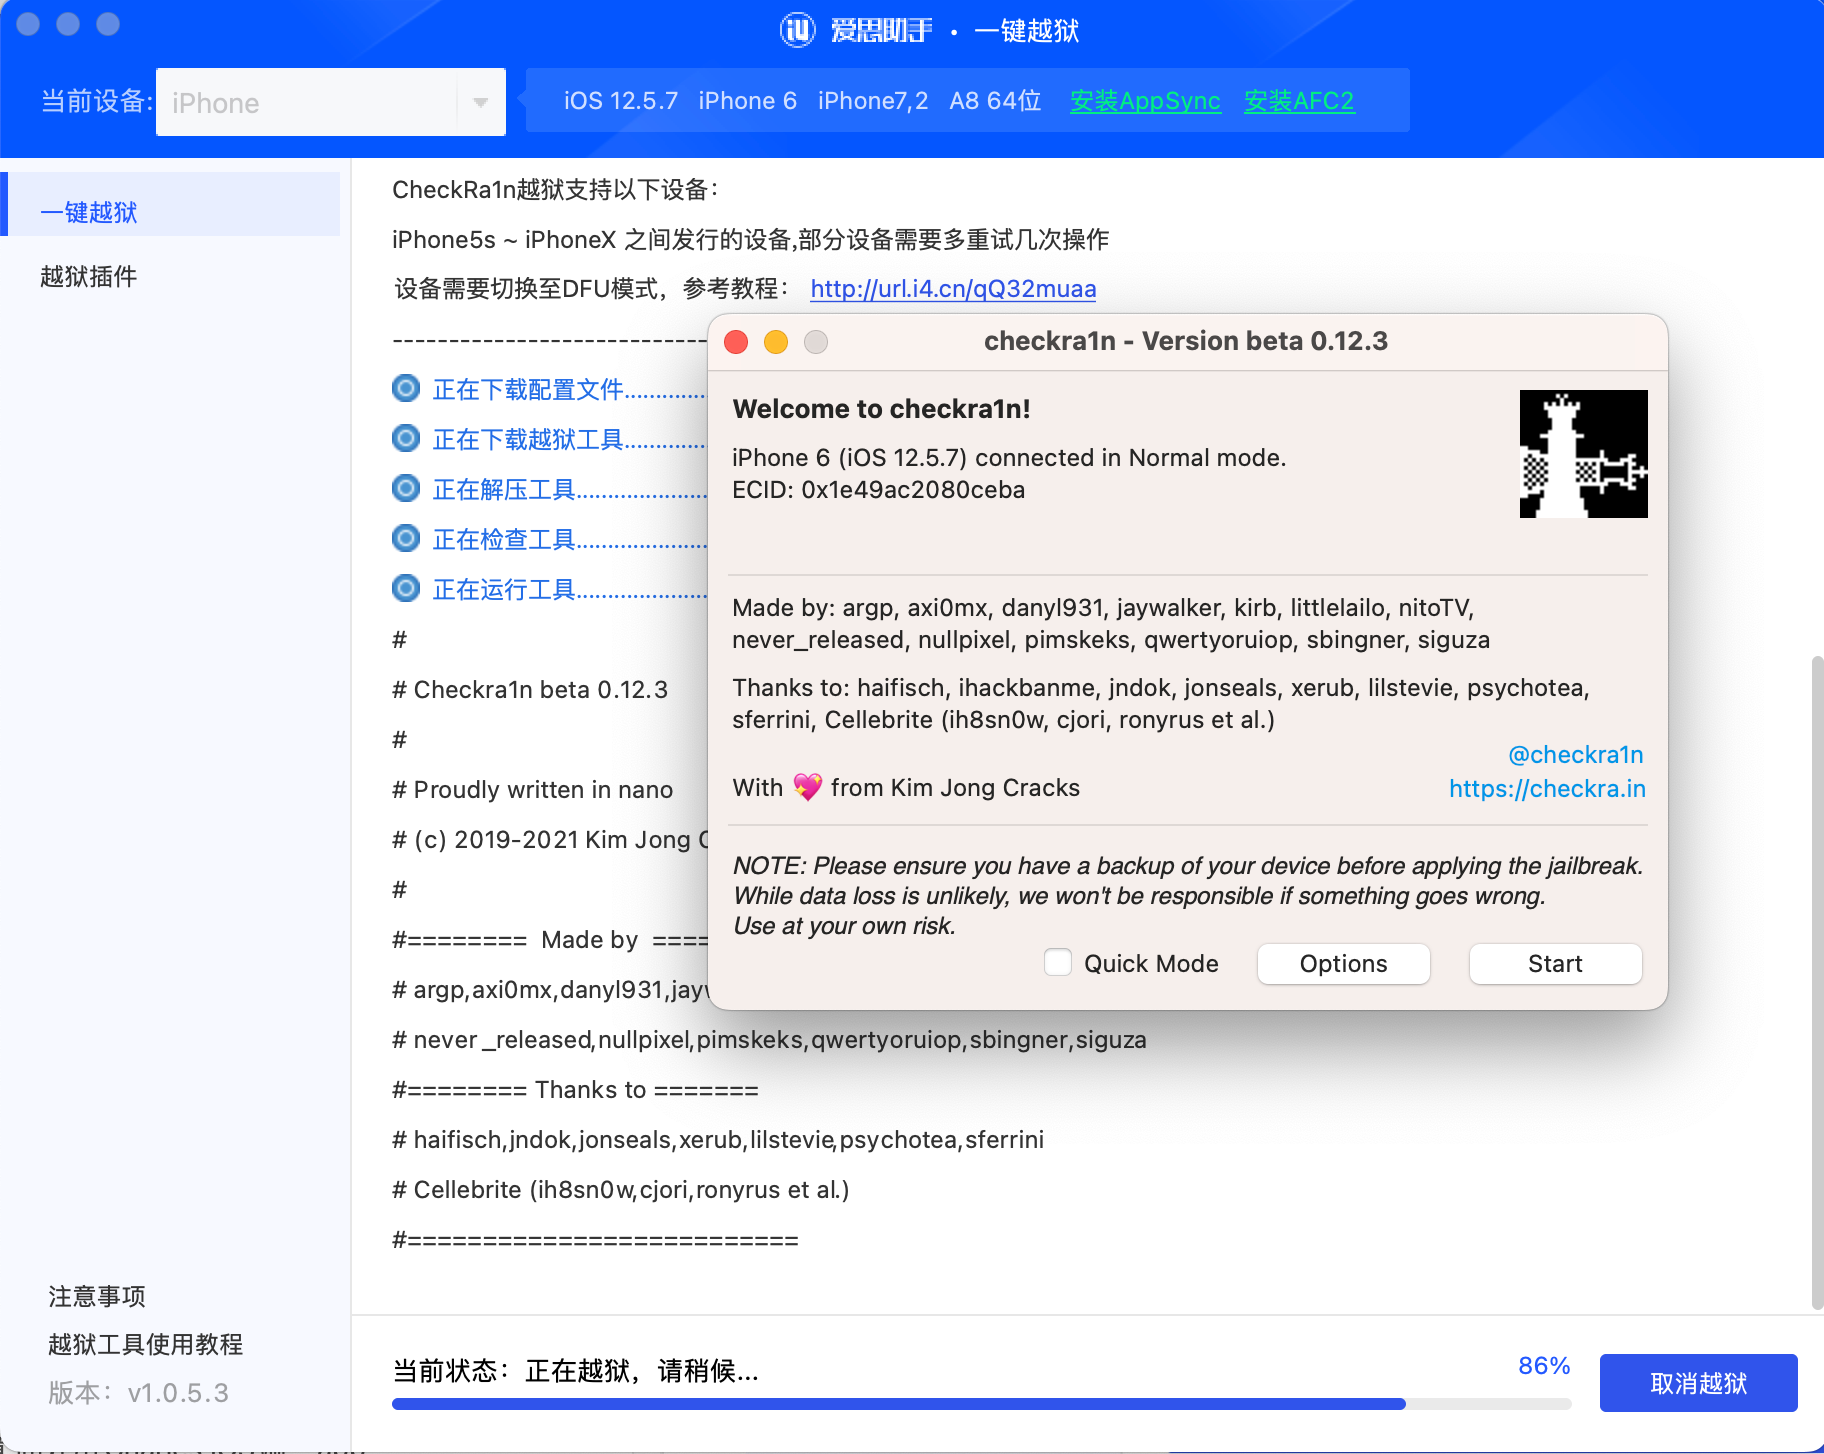 爱思助手 · 一键越狱
当前设备: iPhone
iOS 12.5.7 iPhone 6 iPhone7,2 A8 64位 安装AppSync 安装AFC2
一键越狱
越狱插件
CheckRa1n越狱支持以下设备:
iPhone5s ~ iPhoneX 之间发行的设备,部分设备需要多重试几次操作
设备需要切换至DFU模式，参考教程： http://url.i4.cn/qQ32muaa
----------------------------
正在下载配置文件.............
正在下载越狱工具.............
正在解压工具.....................
正在检查工具.....................
正在运行工具.....................
#
# Checkra1n beta 0.12.3
#
# Proudly written in nano
# (c) 2019-2021 Kim Jong
#
#======== Made by ====
# argp,axi0mx,danyl931,jayw
# never_released,nullpixel,pimskeks,qwertyoruiop,sbingner,siguza
#======== Thanks to =======
# haifisch,jndok,jonseals,xerub,lilstevie,psychotea,sferrini
# Cellebrite (ih8sn0w,cjori,ronyrus et al.)
#==========================
checkra1n - Version beta 0.12.3
Welcome to checkra1n!
iPhone 6 (iOS 12.5.7) connected in Normal mode.
ECID: 0x1e49ac2080ceba
Made by: argp, axi0mx, danyl931, jaywalker, kirb, littlelailo, nitoTV,
never_released, nullpixel, pimskeks, qwertyoruiop, sbingner, siguza
Thanks to: haifisch, ihackbanme, jndok, jonseals, xerub, lilstevie, psychotea,
sferrini, Cellebrite (ih8sn0w, cjori, ronyrus et al.)
@checkra1n
With 💖 from Kim Jong Cracks
https://checkra.in
NOTE: Please ensure you have a backup of your device before applying the jailbreak.
While data loss is unlikely, we won't be responsible if something goes wrong.
Use at your own risk.
Quick Mode Options Start
注意事项
越狱工具使用教程
版本： v1.0.5.3
当前状态：正在越狱，请稍候...
86%
取消越狱